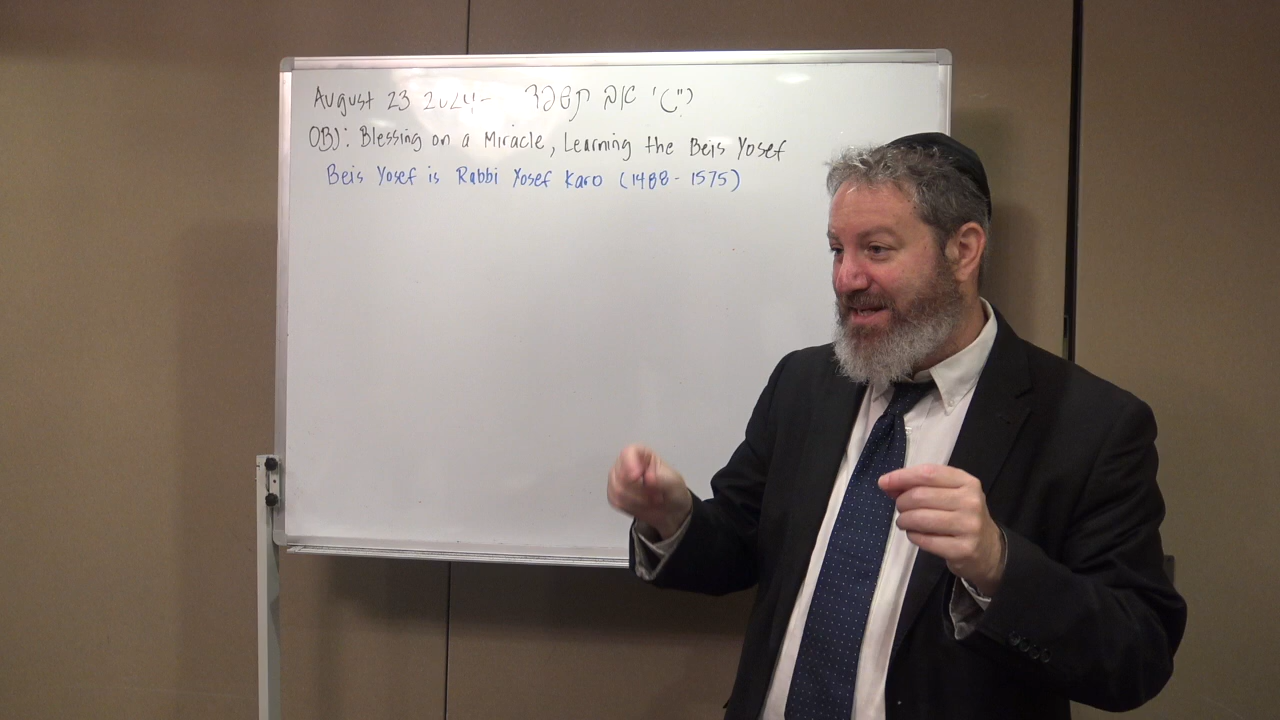 August 23 2024 - אב תשפד
OBJ: Blessing on a Miracle, Learning the Beis Yosef
Beis Yosef is Rabbi Yosef Karo (1488 - 1575)